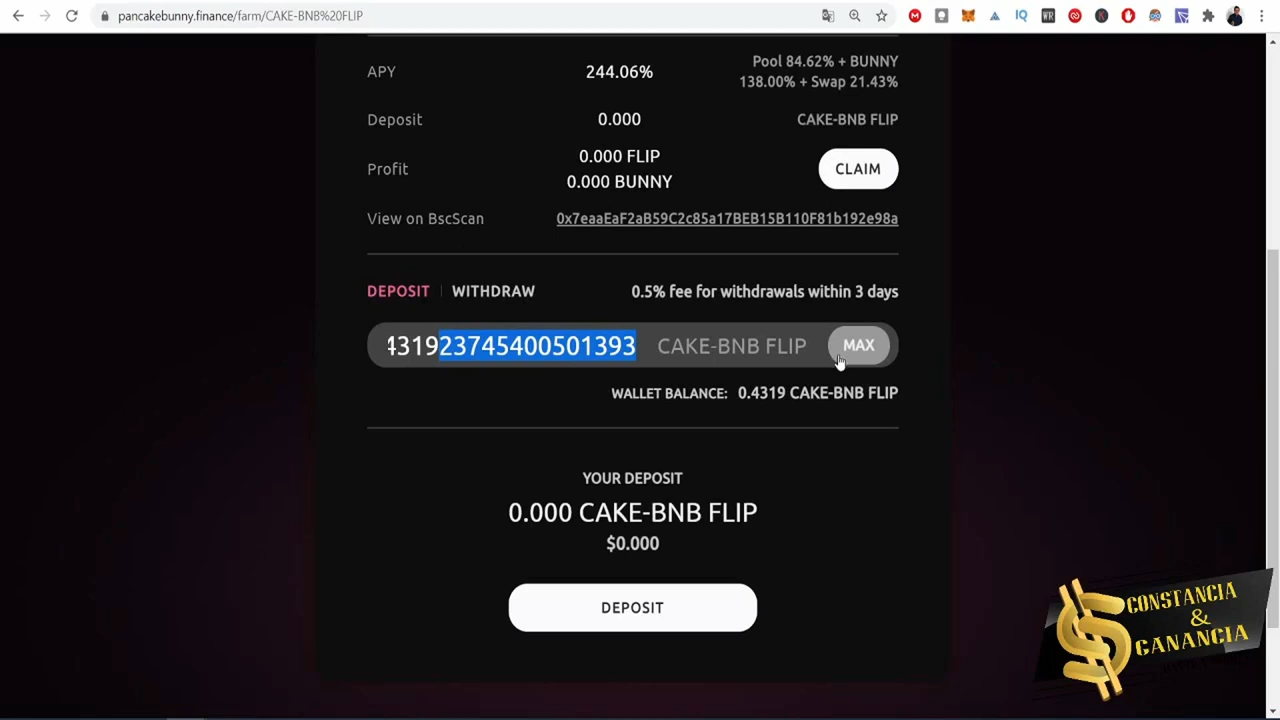 pancakebunny.finance/farm/CAKE-BNB%20FLIP
APY 244.06% Pool 84.62% + BUNNY
138.00% + Swap 21.43%
Deposit 0.000 CAKE-BNB FLIP
Profit 0.000 FLIP
0.000 BUNNY
CLAIM
View on BscScan 0x7eaaEaF2aB59C2c85a17BEB15B110F81b192e98a
DEPOSIT | WITHDRAW 0.5% fee for withdrawals within 3 days
431923745400501393 CAKE-BNB FLIP MAX
WALLET BALANCE: 0.4319 CAKE-BNB FLIP
YOUR DEPOSIT
0.000 CAKE-BNB FLIP
$0.000
DEPOSIT
CONSTANCIA
&
GANANCIA